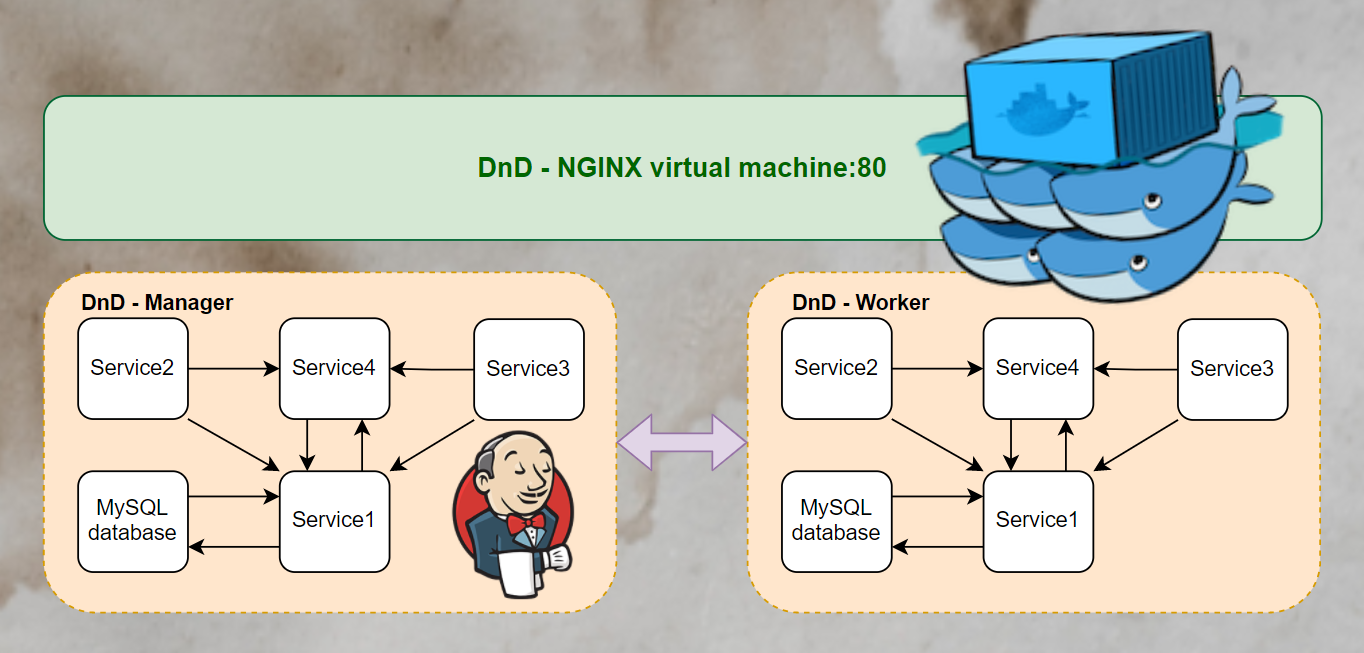 DnD - NGINX virtual machine:80
DnD - Manager
Service2
Service4
Service3
MySQL
database
Service1
DnD - Worker
Service2
Service4
Service3
MySQL
database
Service1